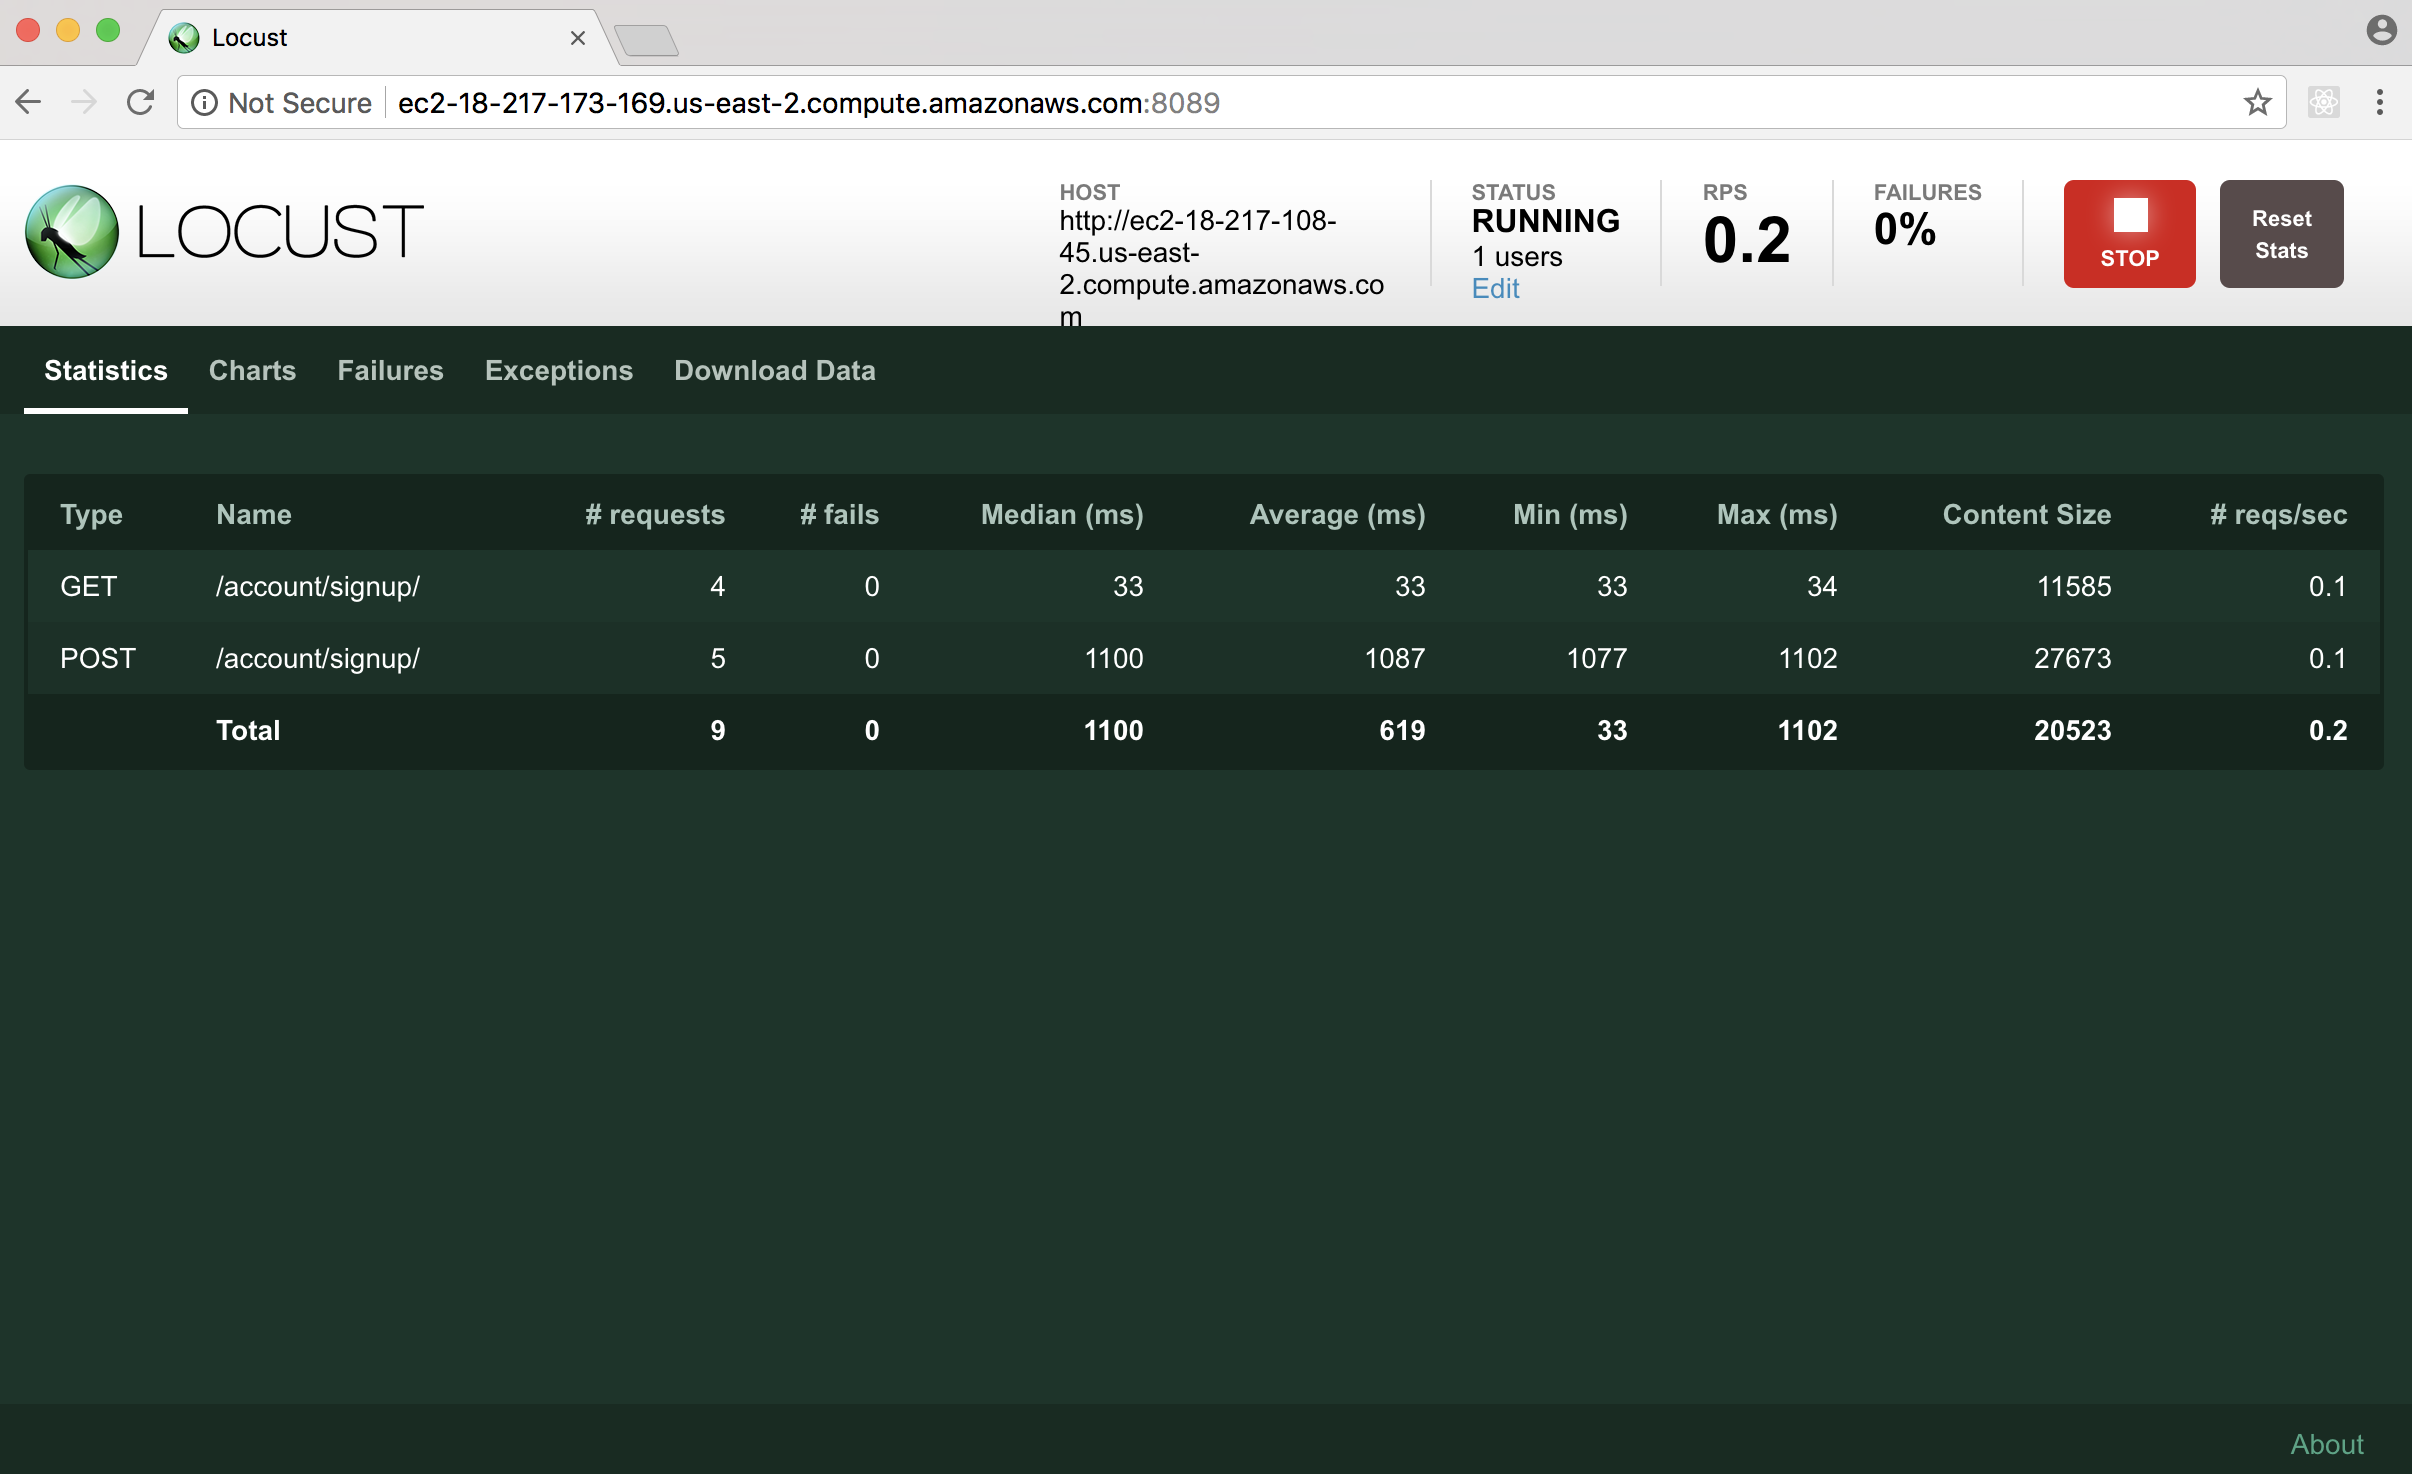 Locust
Not Secure ec2-18-217-173-169.us-east-2.compute.amazonaws.com:8089
LOCUST
HOST
http://ec2-18-217-108-
45.us-east-
2.compute.amazonaws.co
m
STATUS
RUNNING
1 users
Edit
RPS
0.2
FAILURES
0%
STOP
Reset
Stats
Statistics Charts Failures Exceptions Download Data
Type Name # requests # fails Median (ms) Average (ms) Min (ms) Max (ms) Content Size # reqs/sec
GET /account/signup/ 4 0 33 33 33 34 11585 0.1
POST /account/signup/ 5 0 1100 1087 1077 1102 27673 0.1
Total 9 0 1100 619 33 1102 20523 0.2
About